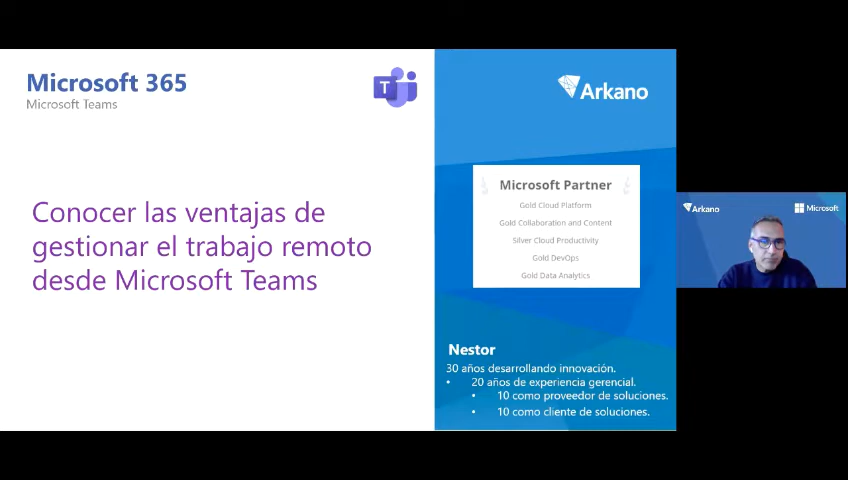 Microsoft 365
Microsoft Teams
T
Conocer las ventajas de
gestionar el trabajo remoto
desde Microsoft Teams
Arkano
Microsoft Partner
Gold Cloud Platform
Gold Collaboration and Content
Silver Cloud Productivity
Gold DevOps
Gold Data Analytics
Nestor
30 años desarrollando innovación.
• 20 años de experiencia gerencial.
• 10 como proveedor de soluciones.
• 10 como cliente de soluciones.
Arkano
Microsoft